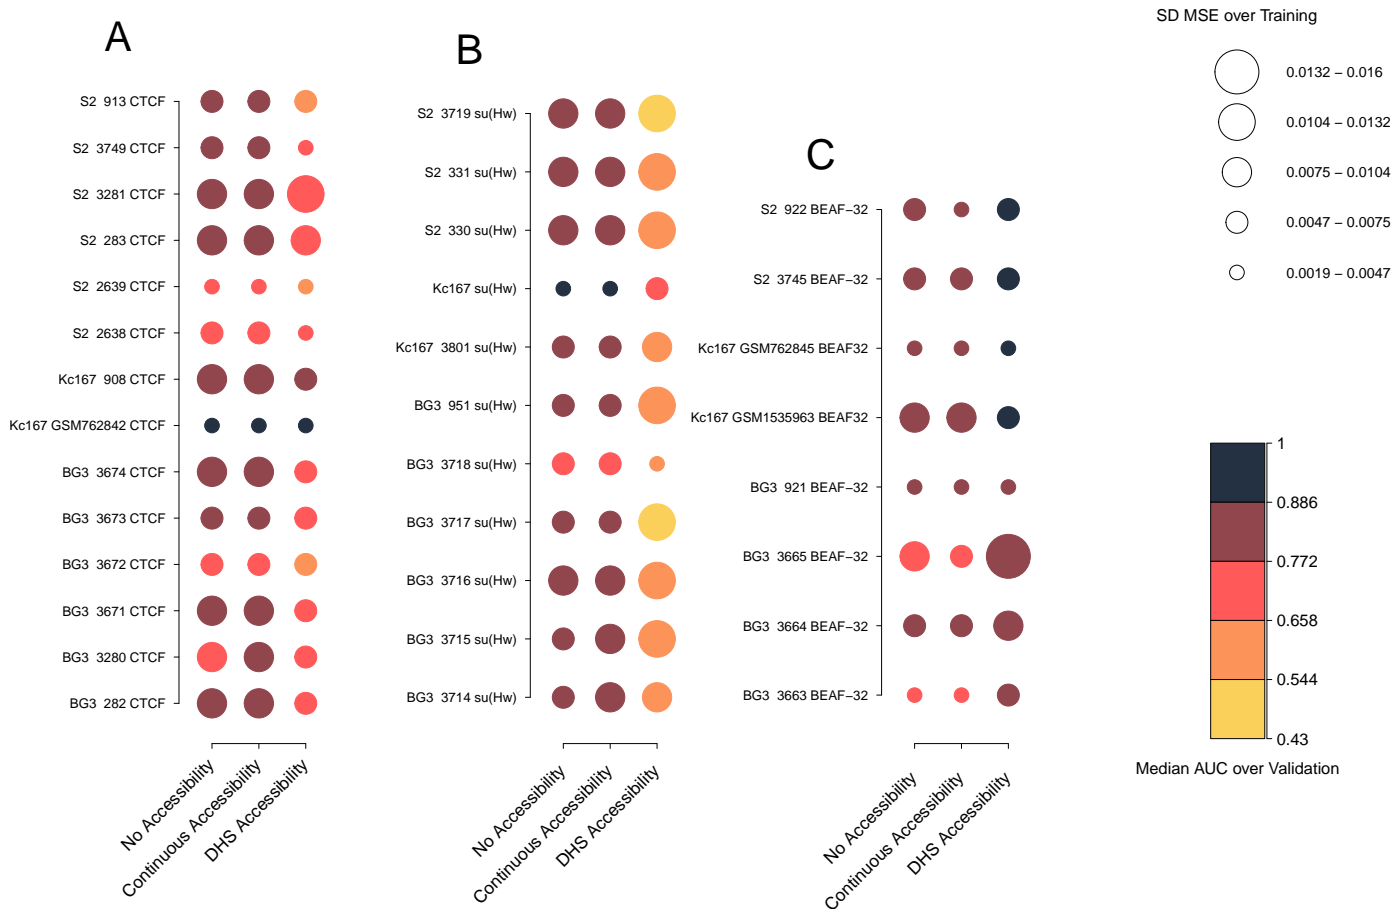 A
S2 913 CTCF
S2 3749 CTCF
S2 3281 CTCF
S2 283 CTCF
S2 2639 CTCF
S2 2638 CTCF
Kc167 908 CTCF
Kc167 GSM762842 CTCF
BG3 3674 CTCF
BG3 3673 CTCF
BG3 3672 CTCF
BG3 3671 CTCF
BG3 3280 CTCF
BG3 282 CTCF
No Accessibility
Continuous Accessibility
DHS Accessibility
B
S2 3719 su(Hw)
S2 331 su(Hw)
S2 330 su(Hw)
Kc167 su(Hw)
Kc167 3801 su(Hw)
BG3 951 su(Hw)
BG3 3718 su(Hw)
BG3 3717 su(Hw)
BG3 3716 su(Hw)
BG3 3715 su(Hw)
BG3 3714 su(Hw)
No Accessibility
Continuous Accessibility
DHS Accessibility
C
S2 922 BEAF−32
S2 3745 BEAF−32
Kc167 GSM762845 BEAF32
Kc167 GSM1535963 BEAF32
BG3 921 BEAF−32
BG3 3665 BEAF−32
BG3 3664 BEAF−32
BG3 3663 BEAF−32
No Accessibility
Continuous Accessibility
DHS Accessibility
SD MSE over Training
0.0132 − 0.016
0.0104 − 0.0132
0.0075 − 0.0104
0.0047 − 0.0075
0.0019 − 0.0047
1
0.886
0.772
0.658
0.544
0.43
Median AUC over Validation